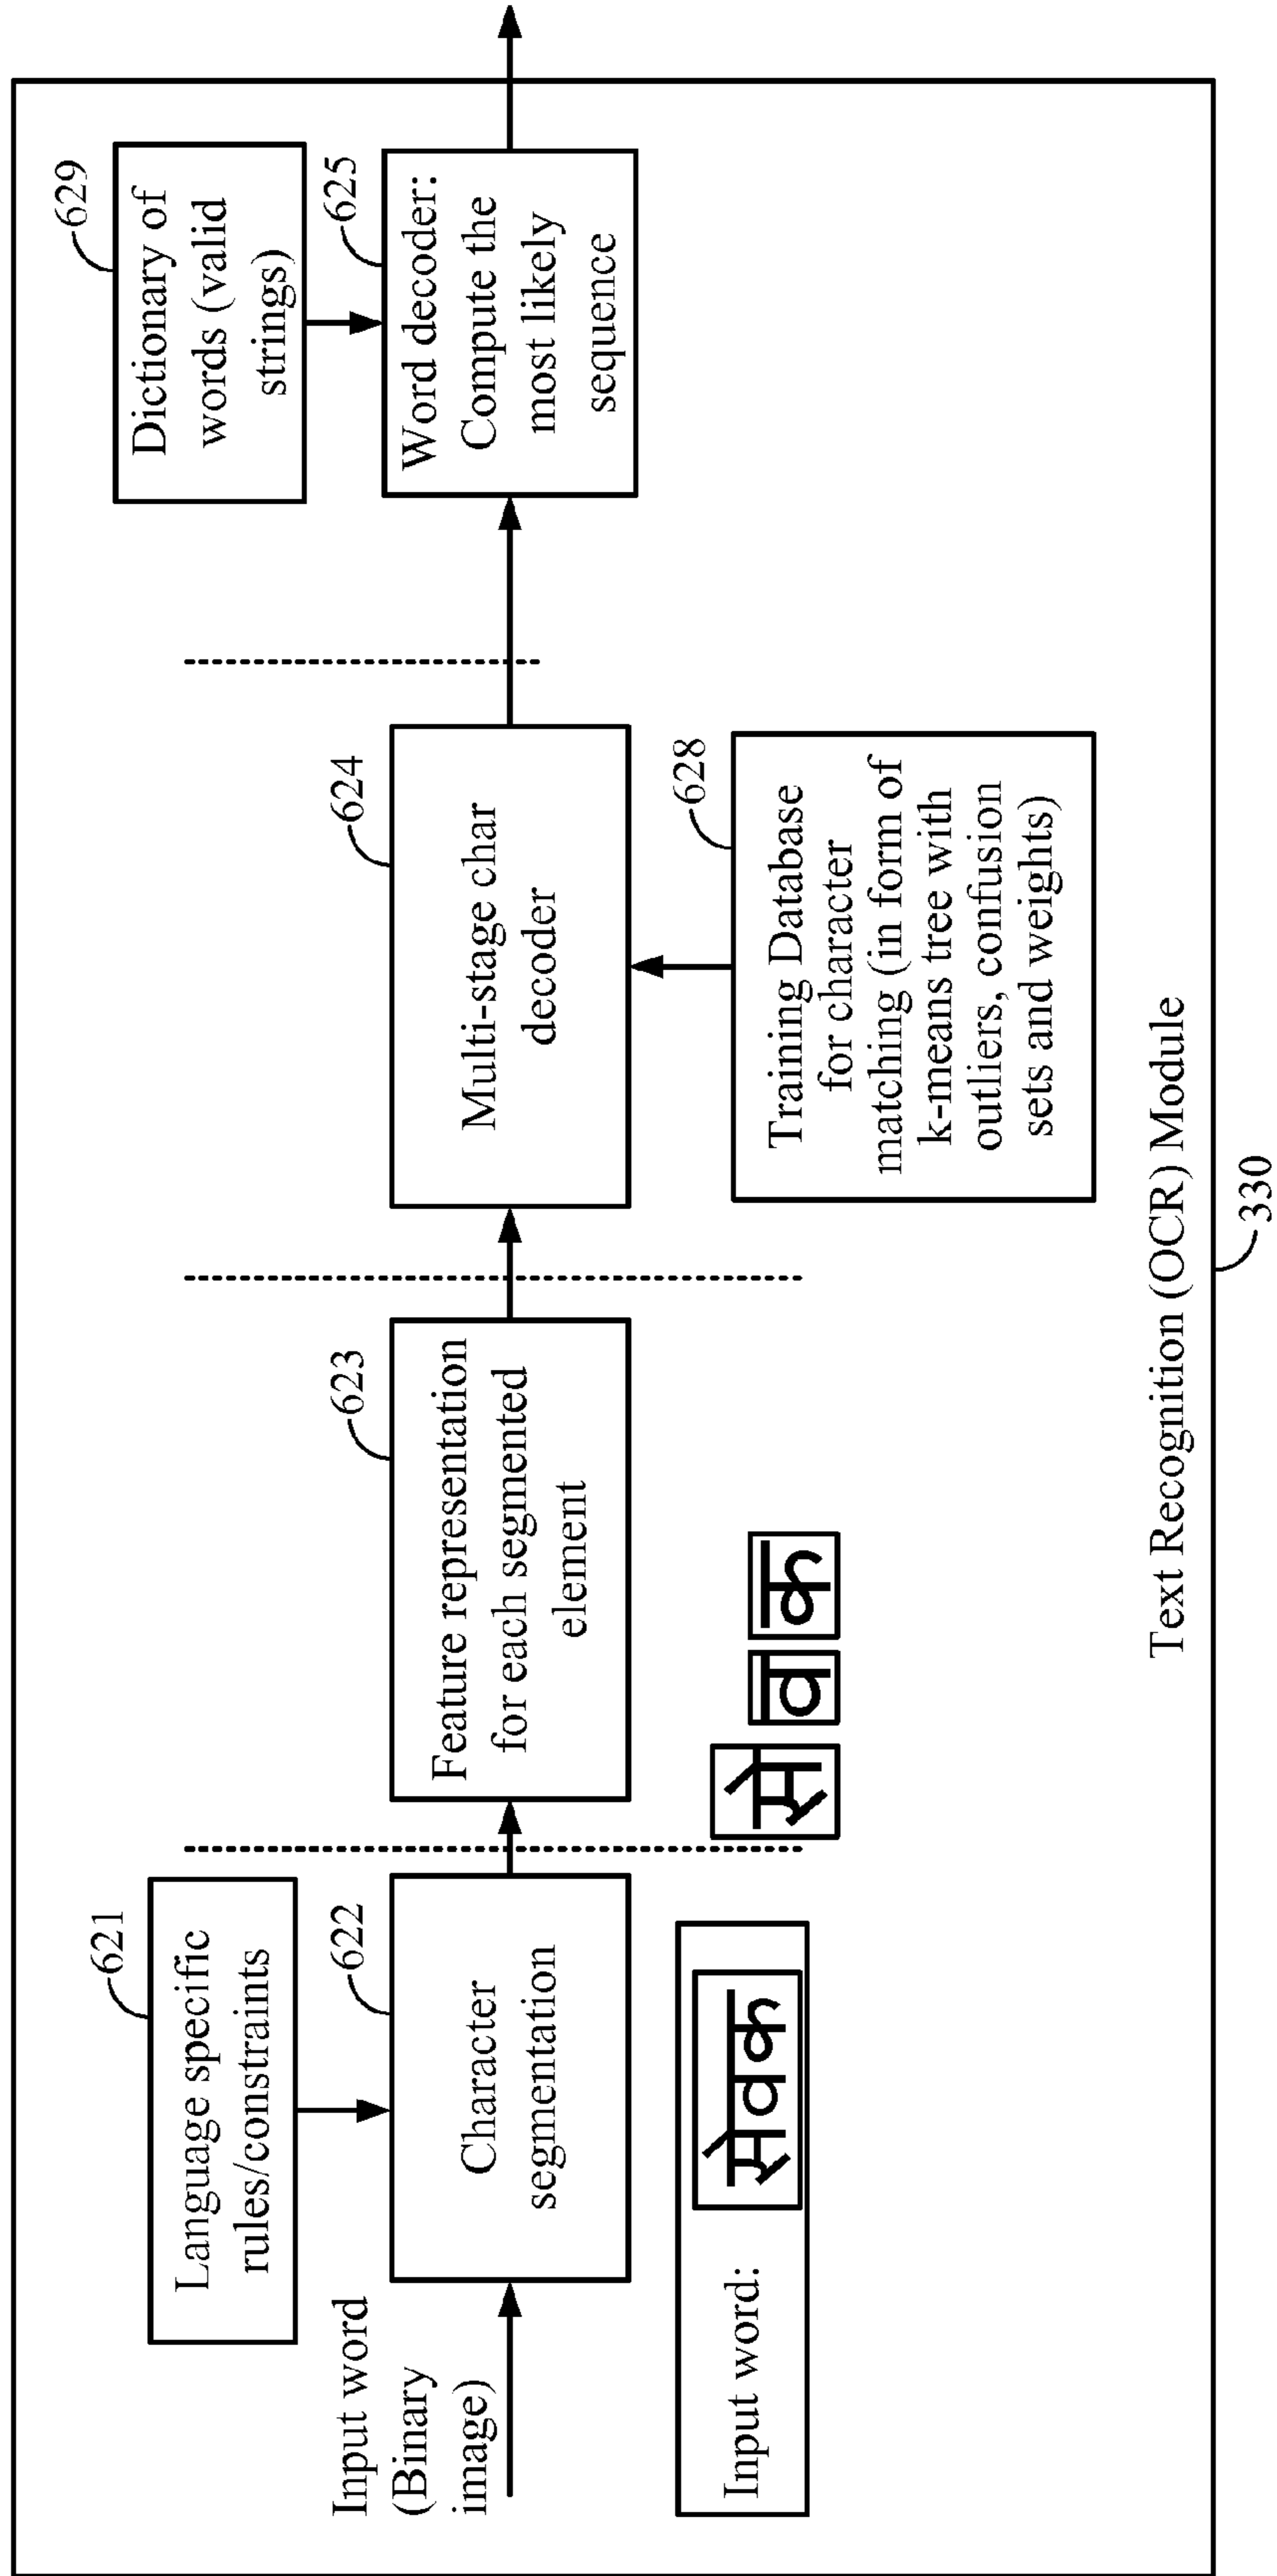 Language specific
rules/constraints
621
Input word
(Binary
image)
Character
segmentation
622
Input word:
सेवक
से
व
क
Feature representation
for each segmented
element
623
Multi-stage char
decoder
624
Training Database
for character
matching (in form of
k-means tree with
outliers, confusion
sets and weights)
628
Dictionary of
words (valid
strings)
629
Word decoder:
Compute the
most likely
sequence
625
Text Recognition (OCR) Module
330